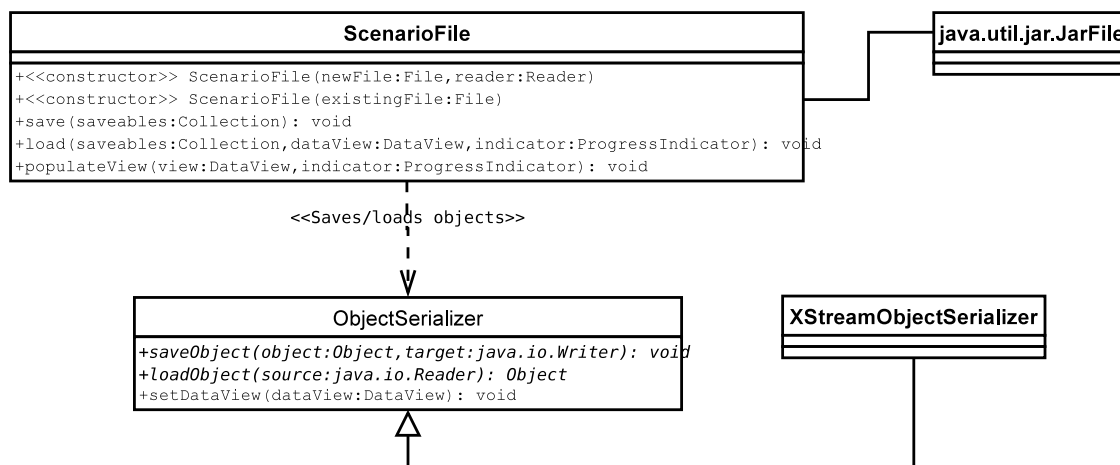 ScenarioFile
java.util.jar.JarFile
+<<constructor>> ScenarioFile(newFile:File,reader:Reader)
+<<constructor>> ScenarioFile(existingFile:File)
+save(saveables:Collection): void
+load(saveables:Collection,dataView:DataView,indicator:ProgressIndicator): void
+populateView(view:DataView,indicator:ProgressIndicator): void
<<Saves/loads objects>>
ObjectSerializer
XStreamObjectSerializer
+saveObject(object:Object,target:java.io.Writer): void
+loadObject(source:java.io.Reader): Object
+setDataView(dataView:DataView): void